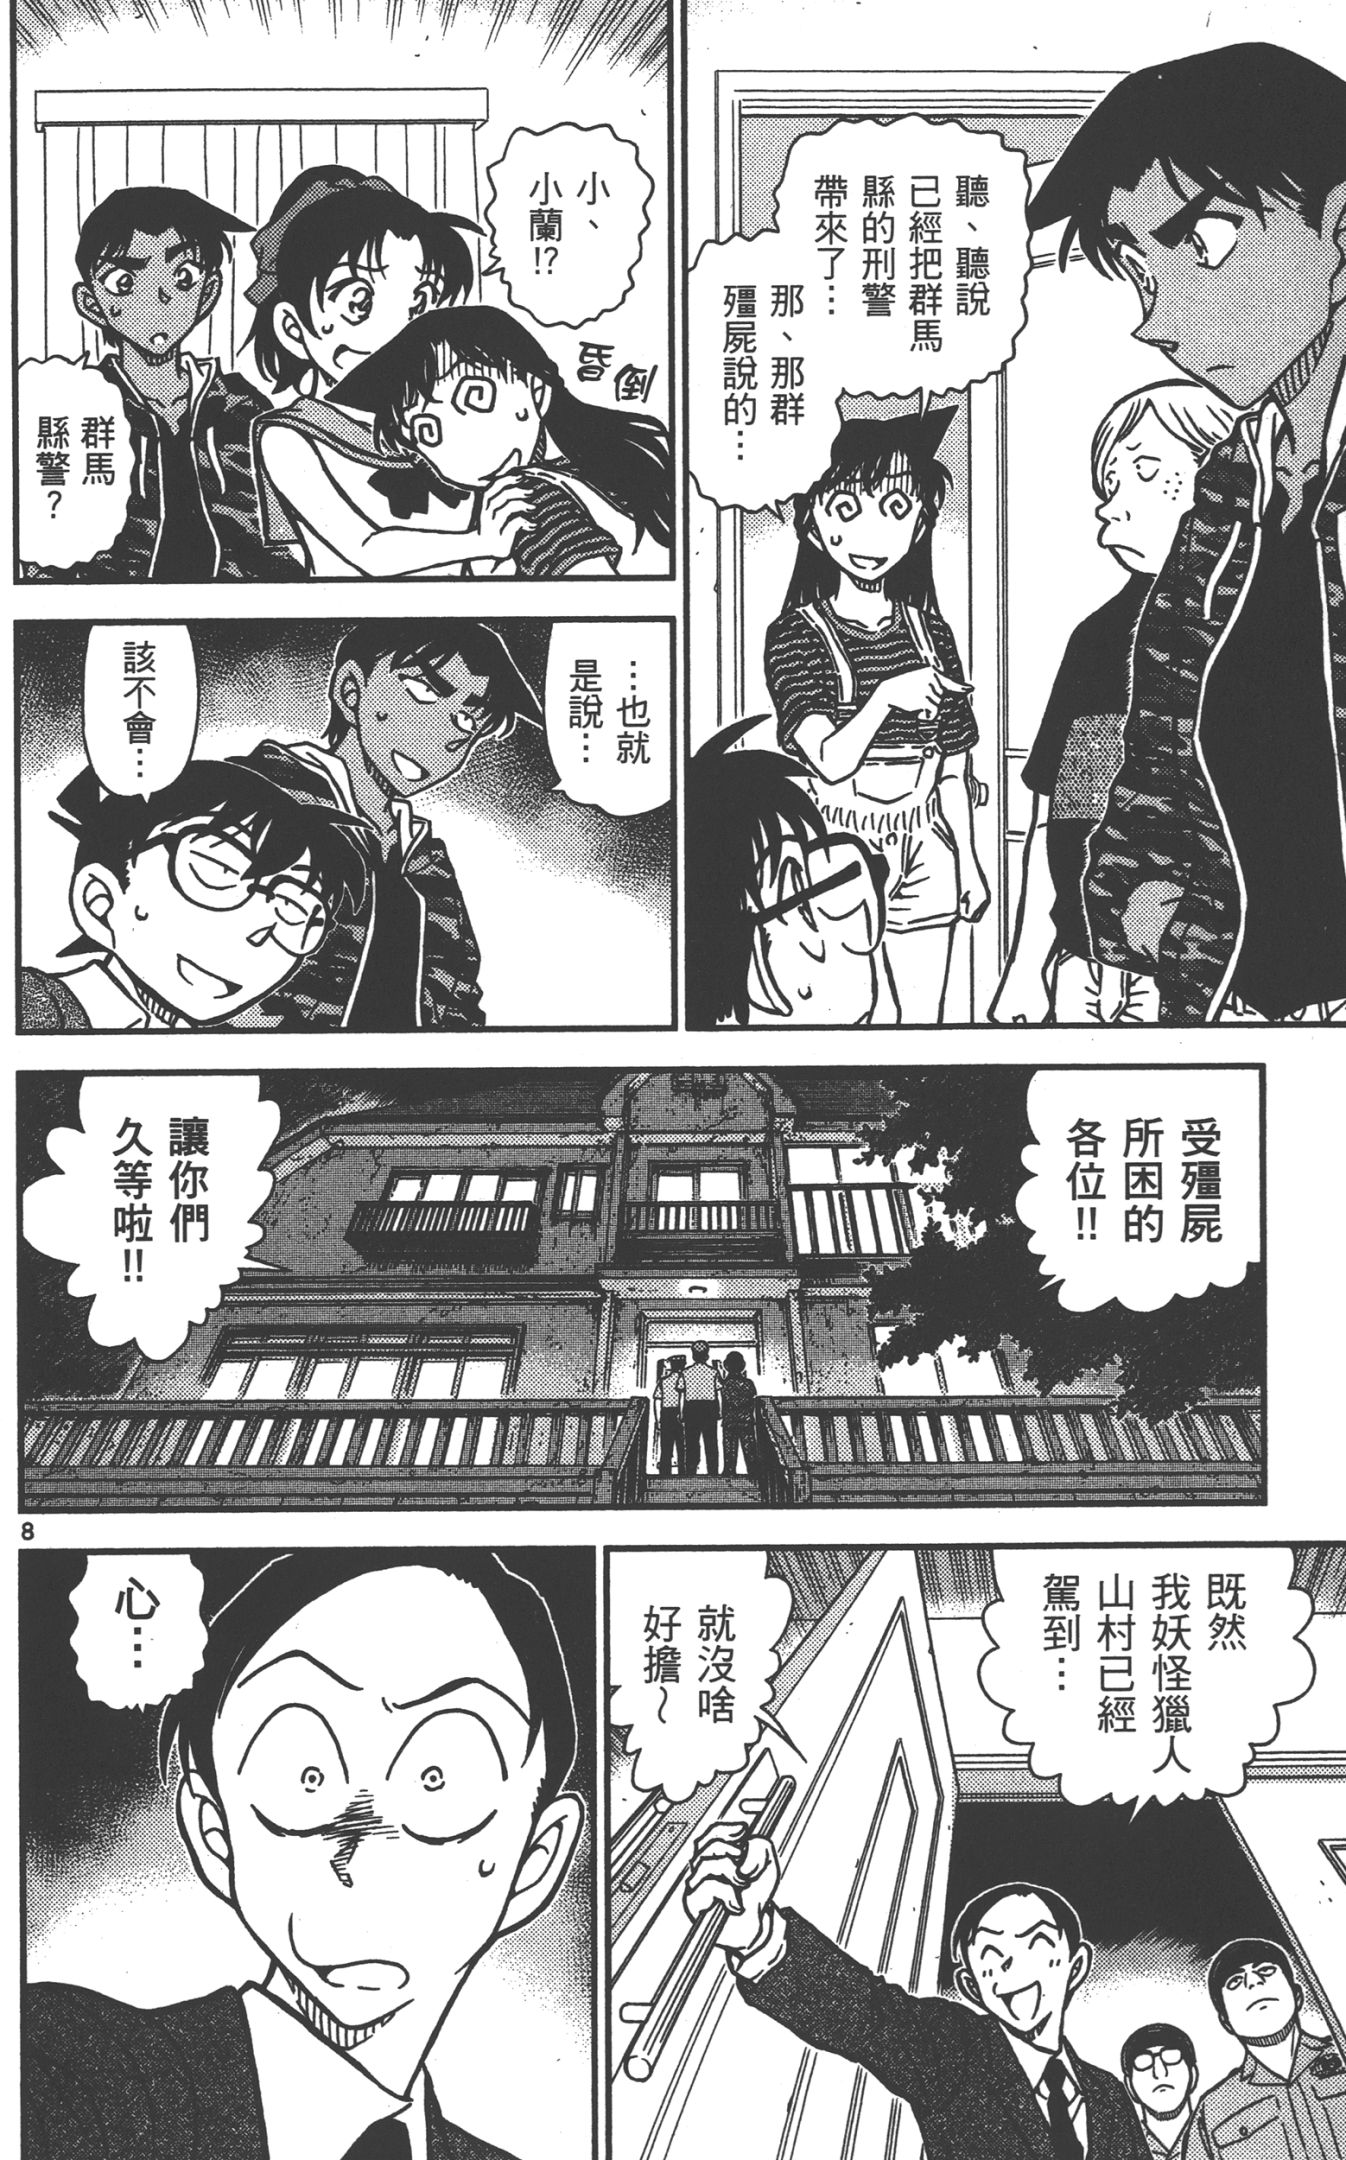 聽、聽說
已經把群馬
縣的刑警
帶來了…
那、那群
殭屍說的…
小、
小蘭!?
昏倒
群馬
縣警？
…也就
是說…
該不會…
受殭屍
所困的
各位!!
讓你們
久等啦!!
8
既然
我妖怪獵人
山村已經
駕到…
就沒啥
好擔～
心…